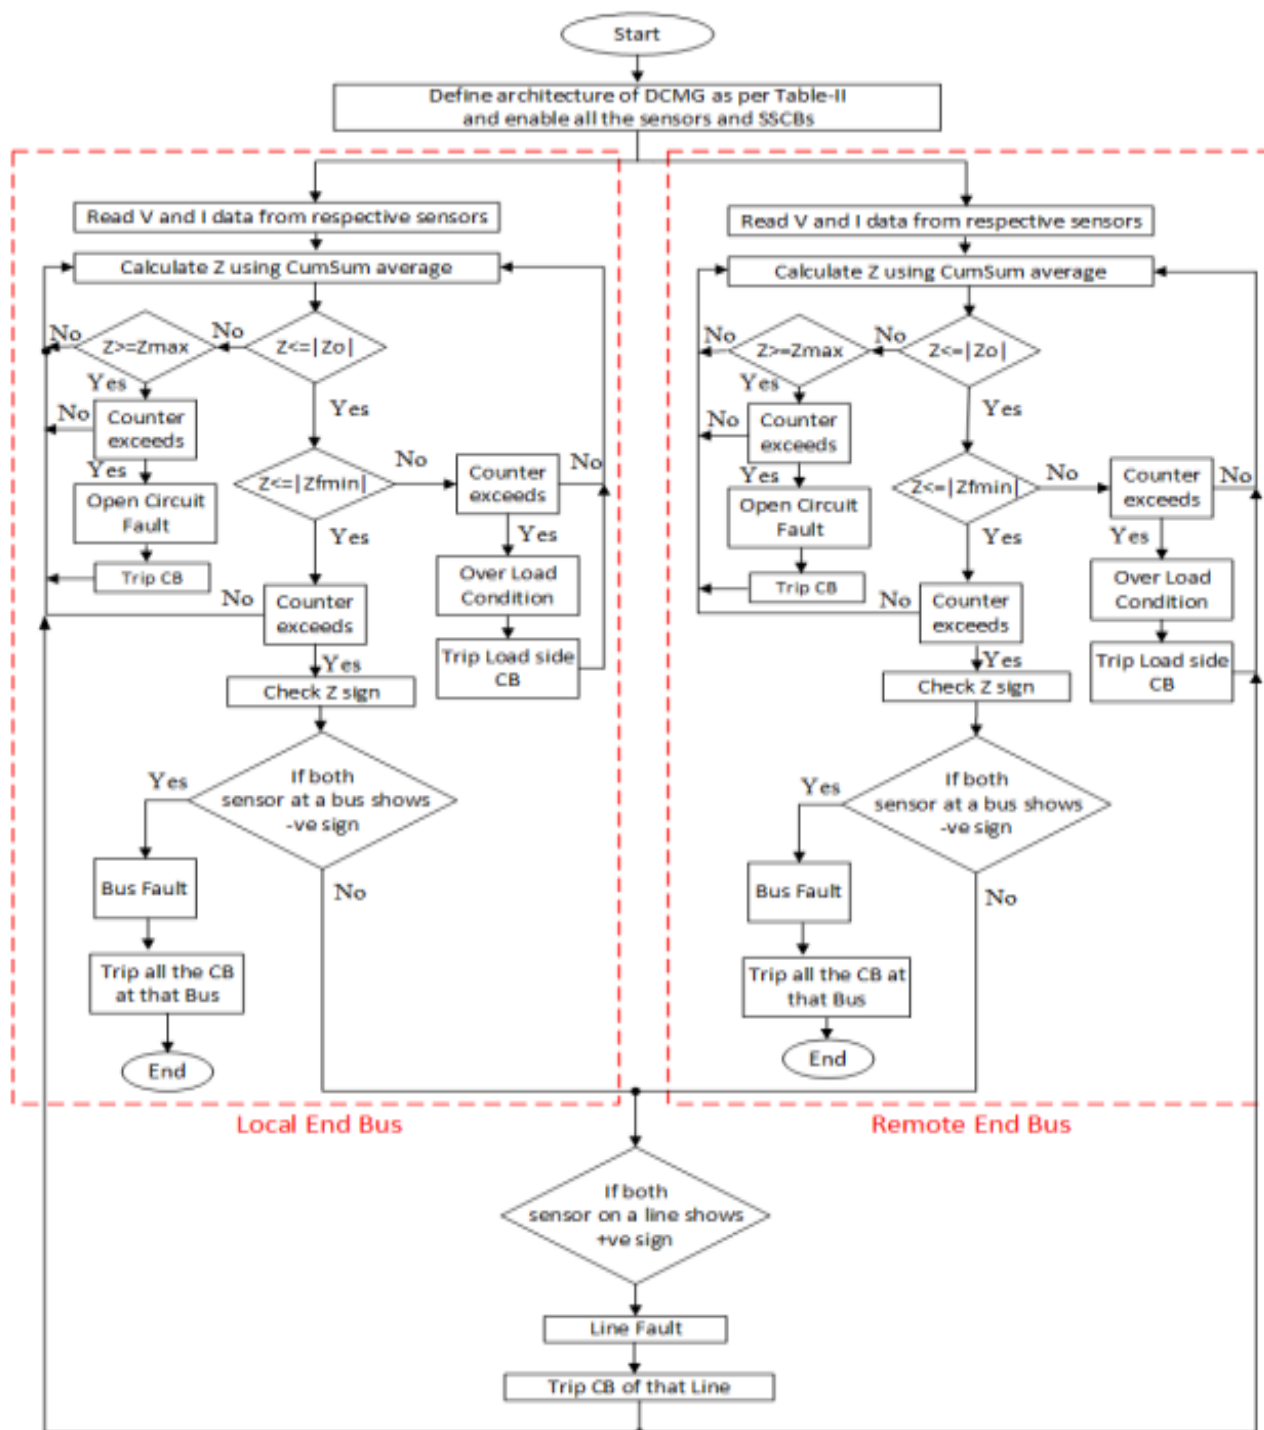 Start
Define architecture of DCMG as per Table-II
and enable all the sensors and SSCBs
Read V and I data from respective sensors
Calculate Z using CumSum average
No
Z>=Zmax
No
Z<=|Zo|
Yes
Yes
No
Counter
exceeds
Yes
Z<=|Zfmin|
No
Counter
exceeds
No
Open Circuit
Fault
Yes
Yes
Trip CB
Over Load
Condition
No
Counter
exceeds
Yes
Trip Load side
CB
Check Z sign
Yes
If both
sensor at a bus shows
-ve sign
Bus Fault
No
Trip all the CB
at that Bus
End
Local End Bus
Read V and I data from respective sensors
Calculate Z using CumSum average
No
Z>=Zmax
No
Z<=|Zo|
Yes
Yes
No
Counter
exceeds
Yes
Z<=|Zfmin|
No
Counter
exceeds
No
Open Circuit
Fault
Yes
Yes
Trip CB
Over Load
Condition
No
Counter
exceeds
Yes
Trip Load side
CB
Check Z sign
Yes
If both
sensor at a bus shows
-ve sign
Bus Fault
No
Trip all the CB at
that Bus
End
Remote End Bus
If both
sensor on a line shows
+ve sign
Line Fault
Trip CB of that Line